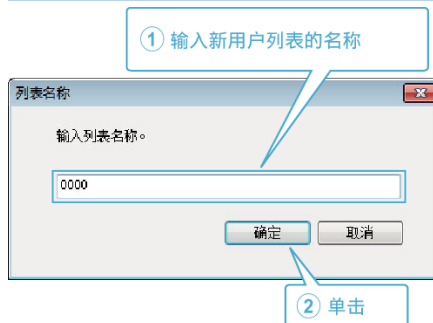 ① 输入新用户列表的名称
列表名称
输入列表名称。
0000
确定
取消
② 单击